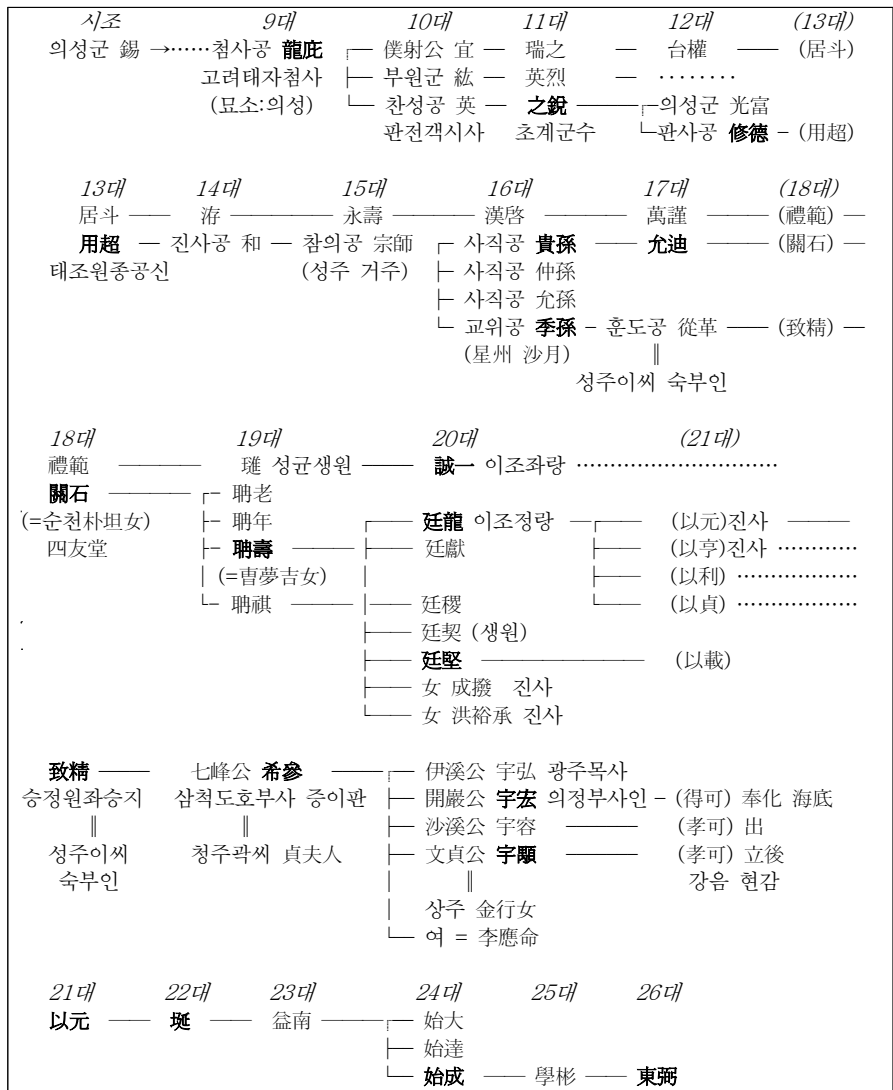 시조 9대 10대 11대 12대 (13대)
의성군 錫 →⋯⋯첨사공 龍庇 ┌─ 僕射公 宜 ─ 瑞之 ─ 台權 ── (居斗)
고려태자첨사 ├─ 부원군 紘 ─ 英烈 ─ ········
(묘소:의성) └─ 찬성공 英 ─ 之銳 ───┌─의성군 光富
판전객시사 초계군수 └─판사공 修德 - (用超)
13대 14대 15대 16대 17대 (18대)
居斗 ── 洊 ─── 永壽 ─── 漢啓 ─── 萬謹 ── (禮範) ─
用超 ─ 진사공 和 ─ 참의공 宗師 ┌ 사직공 貴孫 ── 允迪 ── (關石) ─
태조원종공신 (성주 거주) ├ 사직공 仲孫
├ 사직공 允孫
└ 교위공 季孫 - 훈도공 從革 ── (致精) ─
(星州 沙月) ∥
성주이씨 숙부인
18대 19대 20대 (21대)
禮範 ─── 璀 성균생원 ── 誠一 이조좌랑 ⋯⋯⋯⋯⋯⋯⋯⋯⋯
關石 ───┌- 聃老
(=순천朴坦女) ├- 聃年 ┌── 廷龍 이조정랑 ─┌── (以元)진사 ───
四友堂 ├- 聃壽 ──├── 廷獻 ├── (以亨)진사 ⋯⋯⋯⋯
│ (=曺夢吉女) │ ├── (以利) ⋯⋯⋯⋯⋯
└- 聃祺 ── │── 廷稷 └── (以貞) ⋯⋯⋯⋯⋯
├── 廷契 (생원)
├── 廷堅 ─────── (以載)
├── 女 成撥 진사
└── 女 洪裕承 진사
致精 ── 七峰公 希參 ──┌─ 伊溪公 宇弘 광주목사
승정원좌승지 삼척도호부사 증이판 ├─ 開巖公 宇宏 의정부사인 - (得可) 奉化 海底
∥ ∥ ├─ 沙溪公 宇容 ─── (孝可) 出
성주이씨 청주곽씨 貞夫人 ├─ 文貞公 宇顒 ─── (孝可) 立後
숙부인 │ ∥ 강음 현감
│ 상주 金行女
└─ 여 = 李應命
21대 22대 23대 24대 25대 26대
以元 ── 埏 ── 益南 ───┌─ 始大
├─ 始達
└─ 始成 ── 學彬 ── 東弼